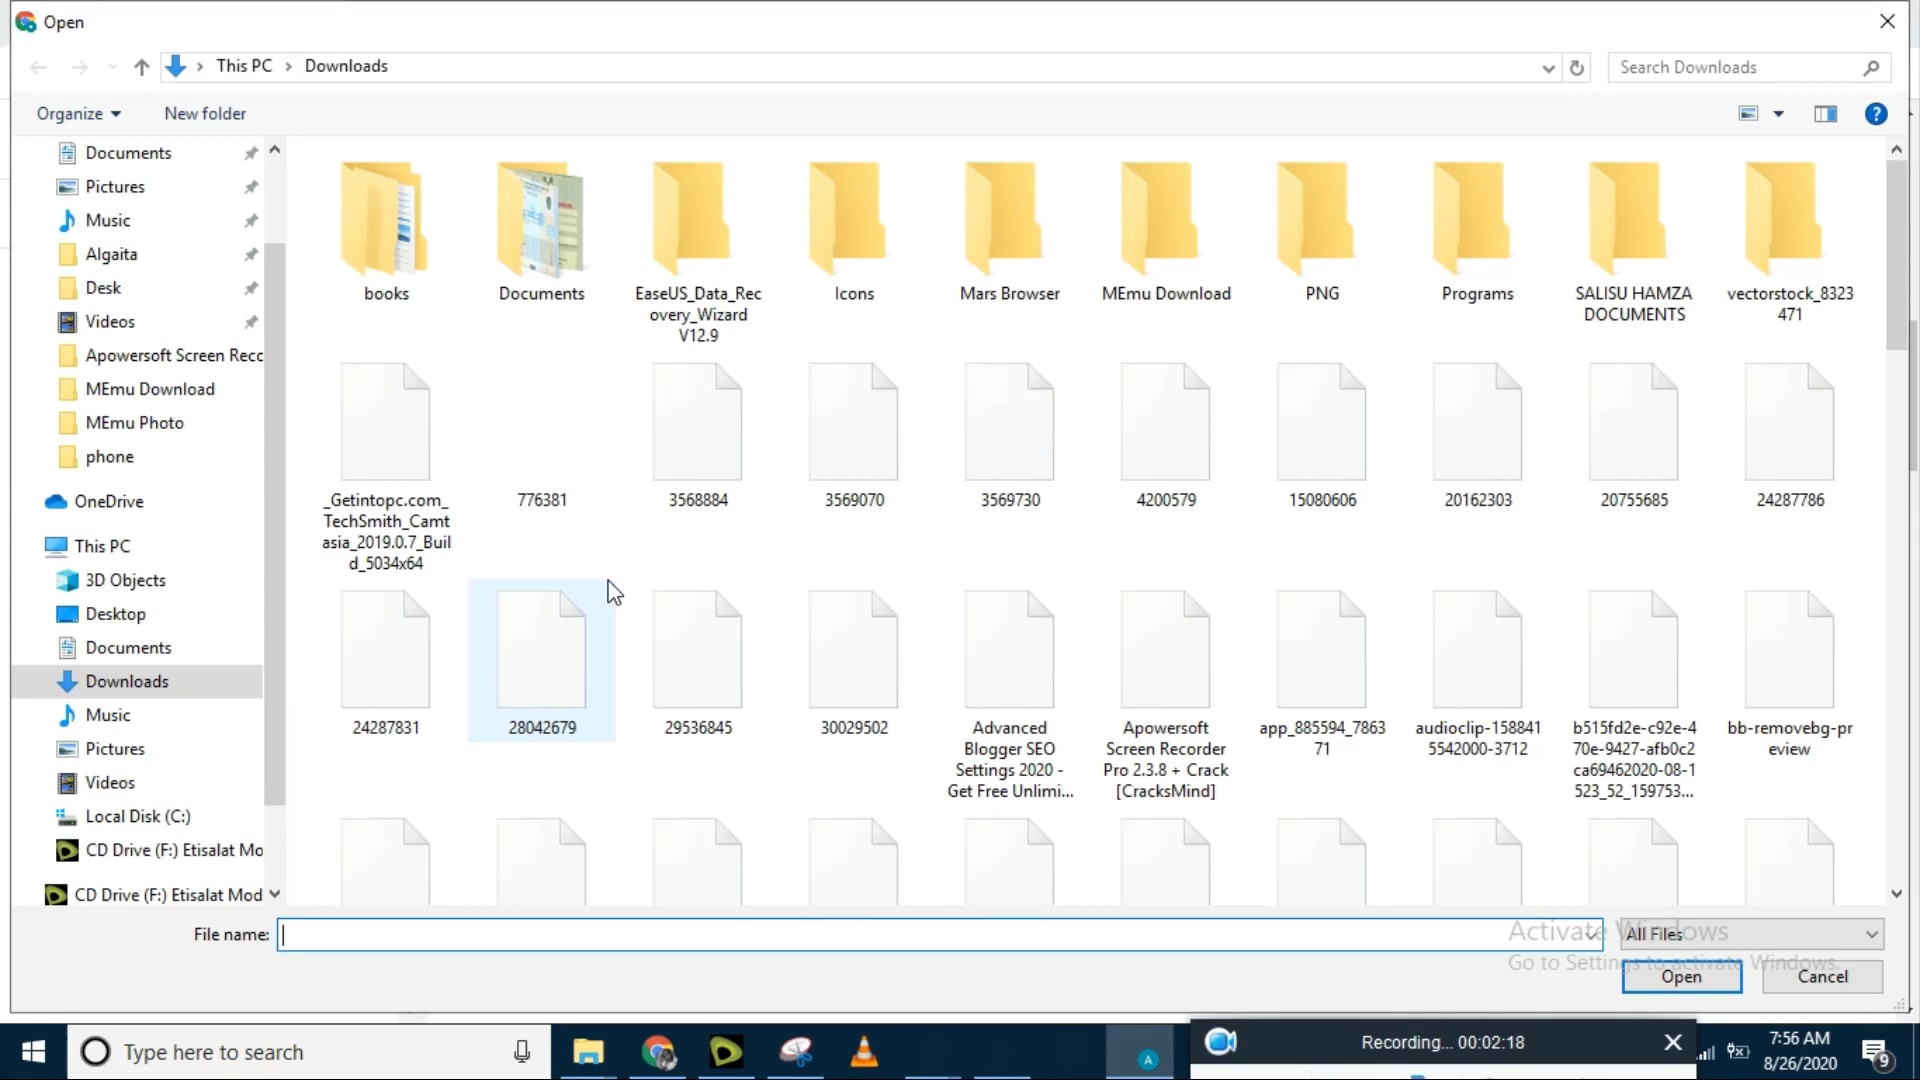 Open
This PC
Downloads
Search Downloads
Organize
New folder
Documents
Pictures
Music
Algaita
Desk
Videos
Apowersoft Screen Recc
MEmu Download
MEmu Photo
phone
OneDrive
This PC
3D Objects
Desktop
Documents
Downloads
Music
Pictures
Videos
Local Disk (C:)
CD Drive (F:) Etisalat Mo
CD Drive (F:) Etisalat Mod
books
Documents
EaseUS_Data_Rec
overy_Wizard
V12.9
Icons
Mars Browser
MEmu Download
PNG
Programs
SALISU HAMZA
DOCUMENTS
vectorstock_8323
471
_Getintopc.com_
TechSmith_Camt
asia_2019.0.7_Buil
d_5034x64
776381
3568884
3569070
3569730
4200579
15080606
20162303
20755685
24287786
24287831
28042679
29536845
30029502
Advanced
Blogger SEO
Settings 2020 -
Get Free Unlimi...
Apowersoft
Screen Recorder
Pro 2.3.8 + Crack
[CracksMind]
app_885594_7863
71
audioclip-158841
5542000-3712
b515fd2e-c92e-4
70e-9427-afb0c2
ca69462020-08-1
523_52_159753...
bb-removebg-pr
eview
File name:
All Files
Activate Windows
Go to Settings to activate Windows.
Open
Cancel
Type here to search
A
Recording... 00:02:18
7:56 AM
8/26/2020
9